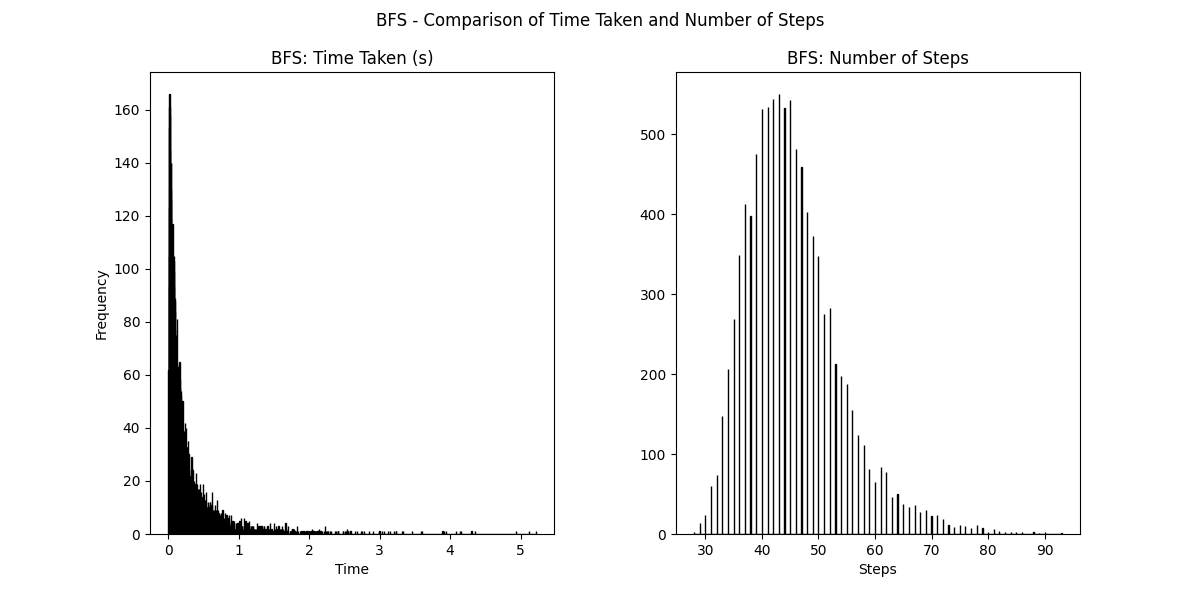 BFS - Comparison of Time Taken and Number of Steps
BFS: Time Taken (s)
160
140
120
100
80
60
40
20
0
Frequency
0 1 2 3 4 5
Time
BFS: Number of Steps
500
400
300
200
100
0
30 40 50 60 70 80 90
Steps